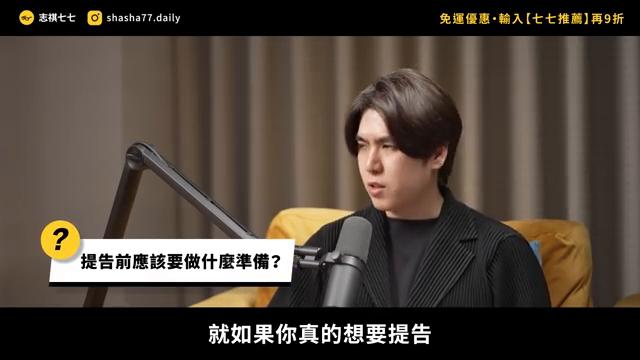 志祺七七
shasha77.daily
免運優惠・輸入【七七推薦】再9折
?
提告前應該要做什麼準備?
就如果你真的想要提告